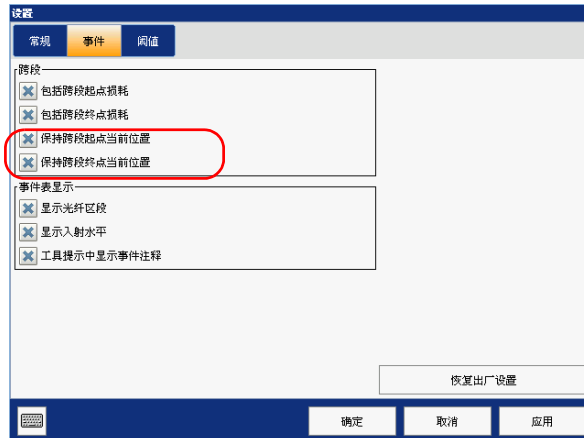 设置
常规 事件 阈值
跨段
包括跨段起点损耗
包括跨段终点损耗
保持跨段起点当前位置
保持跨段终点当前位置
事件表显示
显示光纤区段
显示入射水平
工具提示中显示事件注释
恢复出厂设置
确定 取消 应用